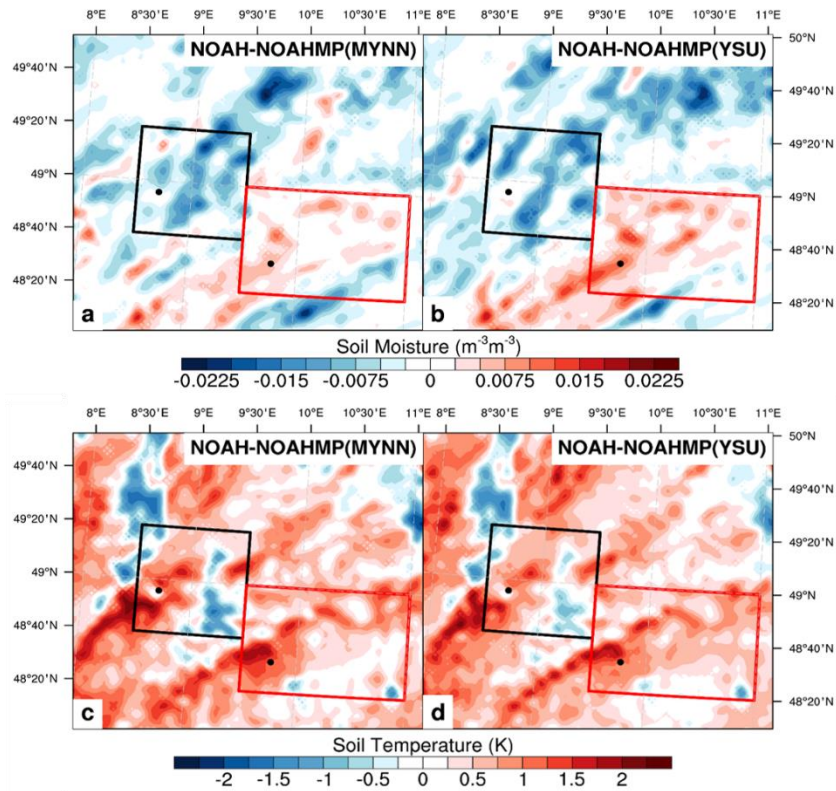 8°E 8°30'E 9°E 9°30'E 10°E 10°30'E 11°E 8°E 8°30'E 9°E 9°30'E 10°E 10°30'E 11°E
NOAH-NOAHMP(MYNN) NOAH-NOAHMP(YSU) 50°N
49°40'N 49°40'N
49°20'N 49°20'N
49°N 49°N
48°40'N 48°40'N
48°20'N 48°20'N
a b
Soil Moisture (m⁻³m⁻³)
-0.0225 -0.015 -0.0075 0 0.0075 0.015 0.0225
8°E 8°30'E 9°E 9°30'E 10°E 10°30'E 11°E 8°E 8°30'E 9°E 9°30'E 10°E 10°30'E 11°E
NOAH-NOAHMP(MYNN) NOAH-NOAHMP(YSU) 50°N
49°40'N 49°40'N
49°20'N 49°20'N
49°N 49°N
48°40'N 48°40'N
48°20'N 48°20'N
c d
Soil Temperature (K)
-2 -1.5 -1 -0.5 0 0.5 1 1.5 2